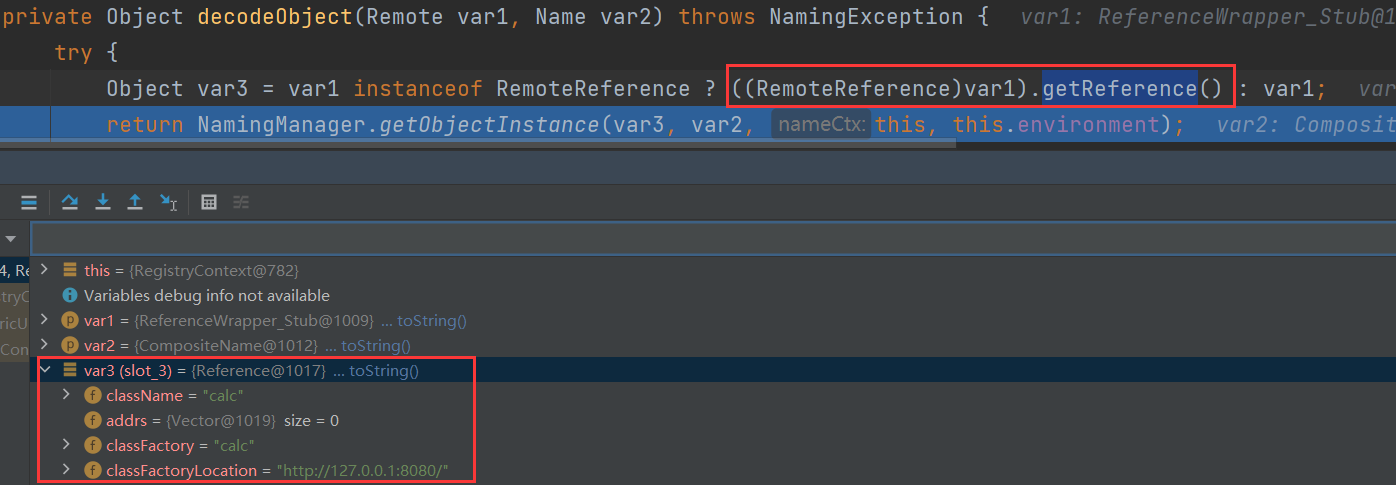 private Object decodeObject(Remote var1, Name var2) throws NamingException { var1: ReferenceWrapper_Stub@1
try {
Object var3 = var1 instanceof RemoteReference ? ((RemoteReference)var1).getReference() : var1; var
return NamingManager.getObjectInstance(var3, var2, nameCtx: this, this.environment); var2: Composit
this = {RegistryContext@782}
4, Re
Variables debug info not available
stryC
var1 = {ReferenceWrapper_Stub@1009} ... toString()
ricU
var2 = {CompositeName@1012} ... toString()
Con
var3 (slot_3) = {Reference@1017} ... toString()
className = "calc"
addrs = {Vector@1019} size = 0
classFactory = "calc"
classFactoryLocation = "http://127.0.0.1:8080/"